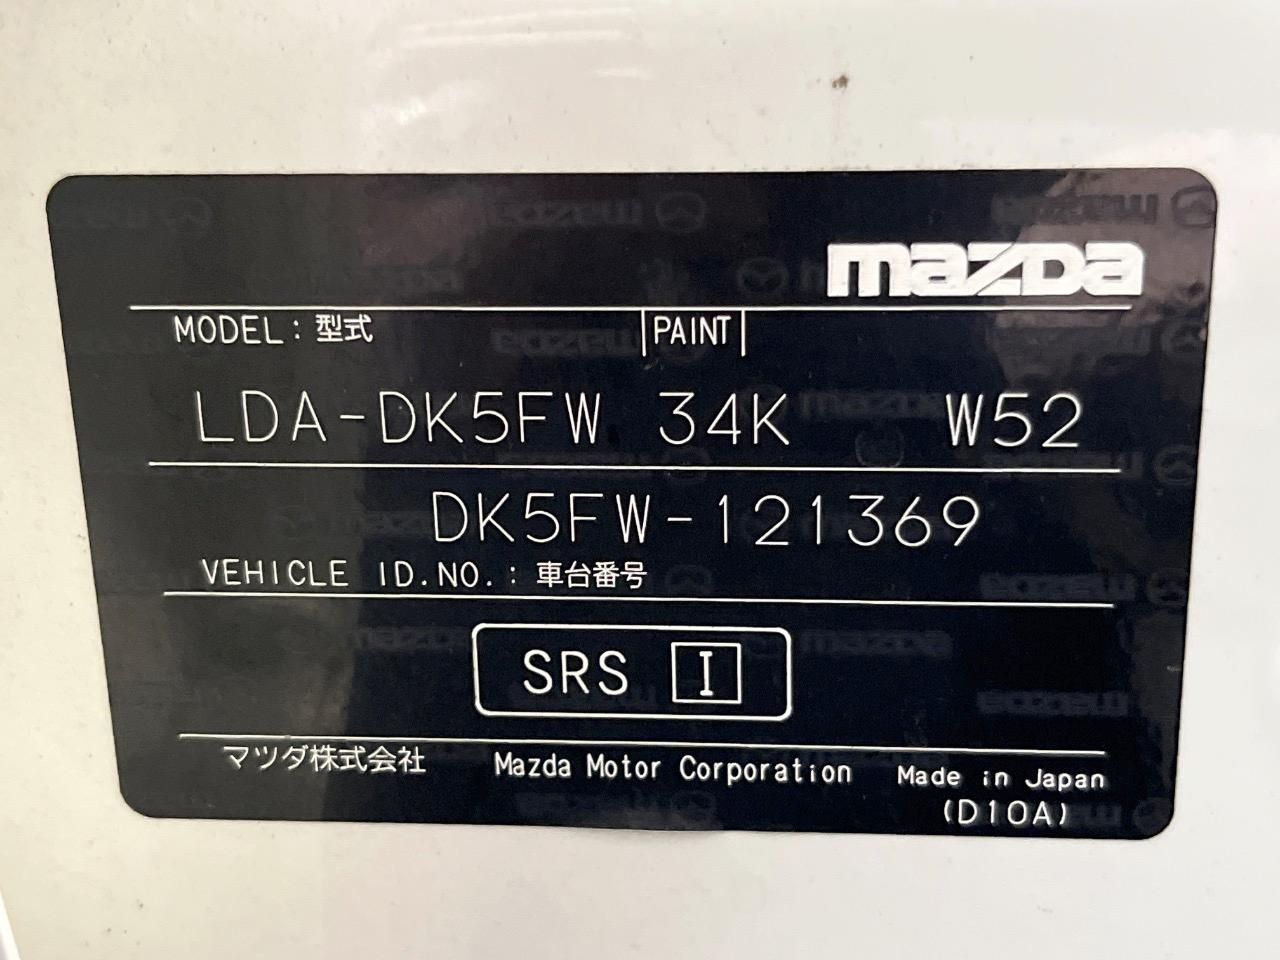 mazda
MODEL: 型式 |PAINT|
LDA-DK5FW 34K W52
DK5FW-121369
VEHICLE ID.NO.: 車台番号
SRS I
マツダ株式会社 Mazda Motor Corporation Made in Japan
(D10A)